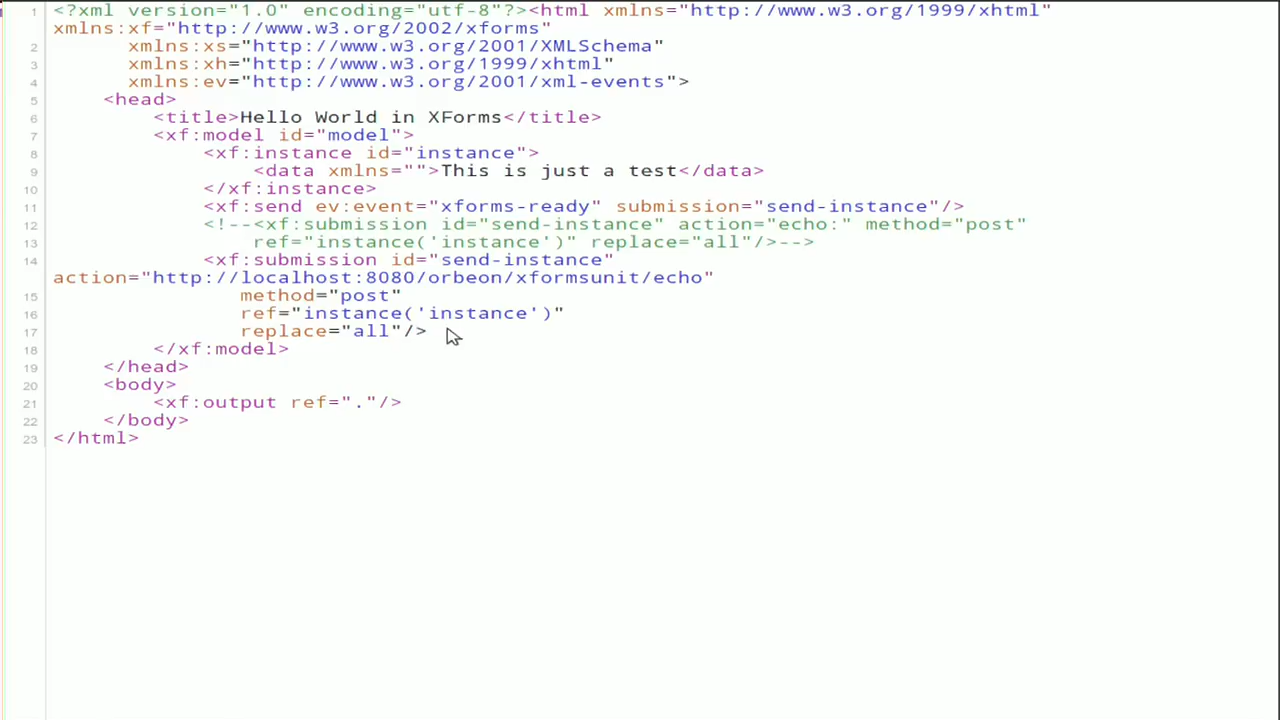 1 <?xml version="1.0" encoding="utf-8"?><html xmlns="http://www.w3.org/1999/xhtml"
xmlns:xf="http://www.w3.org/2002/xforms"
2 xmlns:xs="http://www.w3.org/2001/XMLSchema"
3 xmlns:xh="http://www.w3.org/1999/xhtml"
4 xmlns:ev="http://www.w3.org/2001/xml-events">
5 <head>
6 <title>Hello World in XForms</title>
7 <xf:model id="model">
8 <xf:instance id="instance">
9 <data xmlns="">This is just a test</data>
10 </xf:instance>
11 <xf:send ev:event="xforms-ready" submission="send-instance"/>
12 <!--<xf:submission id="send-instance" action="echo:" method="post"
13 ref="instance('instance')" replace="all"/>-->
14 <xf:submission id="send-instance"
action="http://localhost:8080/orbeon/xformsunit/echo"
15 method="post"
16 ref="instance('instance')"
17 replace="all"/>
18 </xf:model>
19 </head>
20 <body>
21 <xf:output ref="."/>
22 </body>
23 </html>